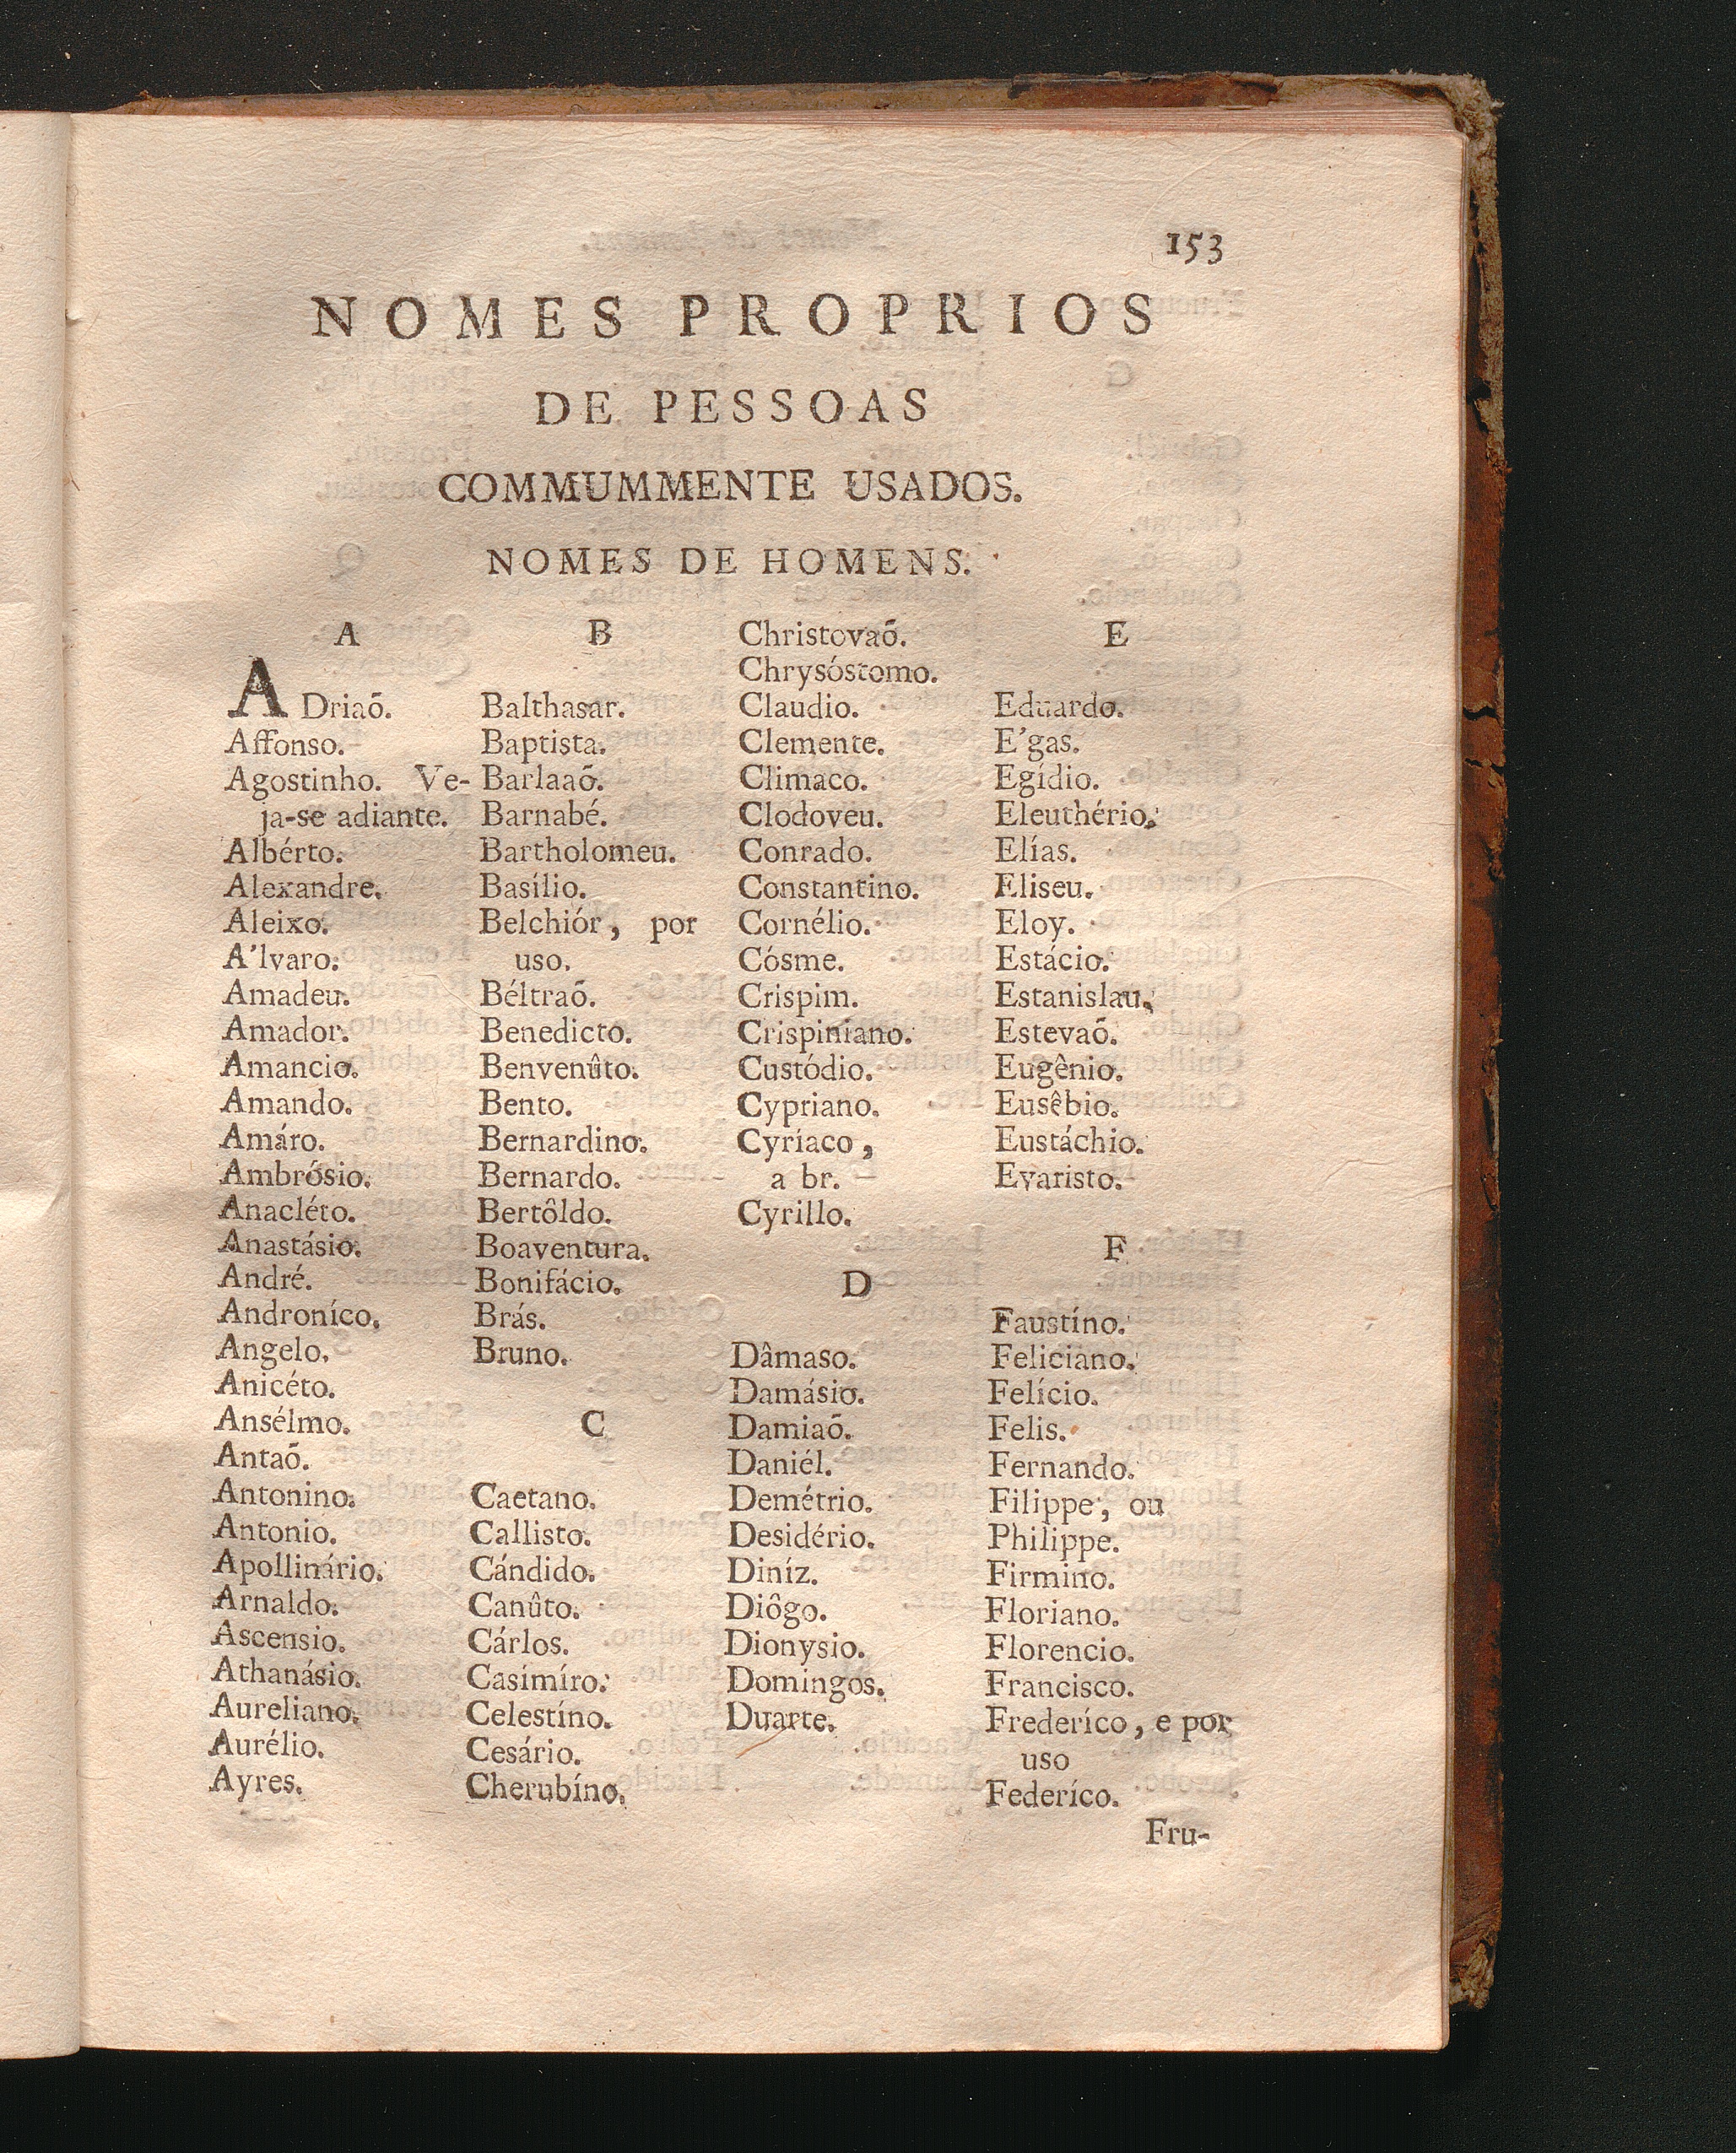 153
NOMES PROPRIOS
DE PESSOAS
COMMUMMENTE USADOS.
NOMES DE HOMENS.
A
ADriaõ.
Affonso.
Agostinho. Ve-
ja-se adiante.
Albérto.
Alexandre.
Aleixo.
A'lvaro.
Amadeu.
Amador.
Amancio.
Amando.
Amáro.
Ambrósio.
Anacléto.
Anastásio.
André.
Androníco.
Angelo.
Anicéto.
Ansélmo.
Antaõ.
Antonino.
Antonio.
Apollinário.
Arnaldo.
Ascensio.
Athanásio.
Aureliano.
Aurélio.
Ayres.
B
Balthasar.
Baptista.
Barlaaõ.
Barnabé.
Bartholomeu.
Basílio.
Belchiór, por
uso.
Béltraõ.
Benedicto.
Benvenûto.
Bento.
Bernardino.
Bernardo.
Bertôldo.
Boaventura.
Bonifácio.
Brás.
Bruno.
C
Caetano.
Callisto.
Cándido.
Canûto.
Cárlos.
Casímíro.
Celestíno.
Cesário.
Cherubíno.
Christovaõ.
Chrysóstomo.
Claudio.
Clemente.
Climaco.
Clodoveu.
Conrado.
Constantino.
Cornélio.
Cósme.
Crispim.
Crispiniano.
Custódio.
Cypriano.
Cyríaco,
a br.
Cyrillo.
D
Dâmaso.
Damásio.
Damiaõ.
Daniél.
Demétrio.
Desidério.
Diníz.
Diôgo.
Dionysio.
Domingos.
Duarte.
E
Eduardo.
E'gas.
Egídio.
Eleuthério.
Elías.
Eliseu.
Eloy.
Estácio.
Estanislau.
Estevaõ.
Eugênio.
Eusêbio.
Eustáchio.
Evaristo.
F
Faustíno.
Feliciano.
Felício.
Felis.
Fernando.
Filippe, ou
Philippe.
Firmino.
Floriano.
Florencio.
Francisco.
Frederíco, e por
uso
Federíco.
Fru-